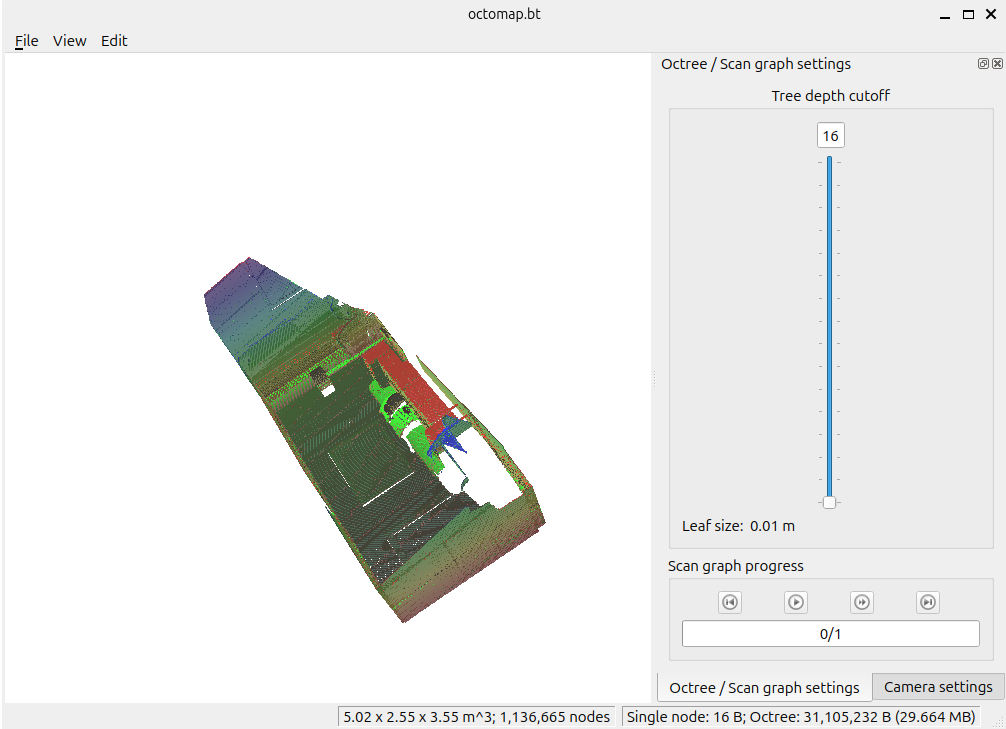 octomap.bt
File View Edit
Octree / Scan graph settings
Tree depth cutoff
16
Leaf size: 0.01 m
Scan graph progress
0/1
Octree / Scan graph settings
Camera settings
5.02 x 2.55 x 3.55 m^3; 1,136,665 nodes
Single node: 16 B; Octree: 31,105,232 B (29.664 MB)